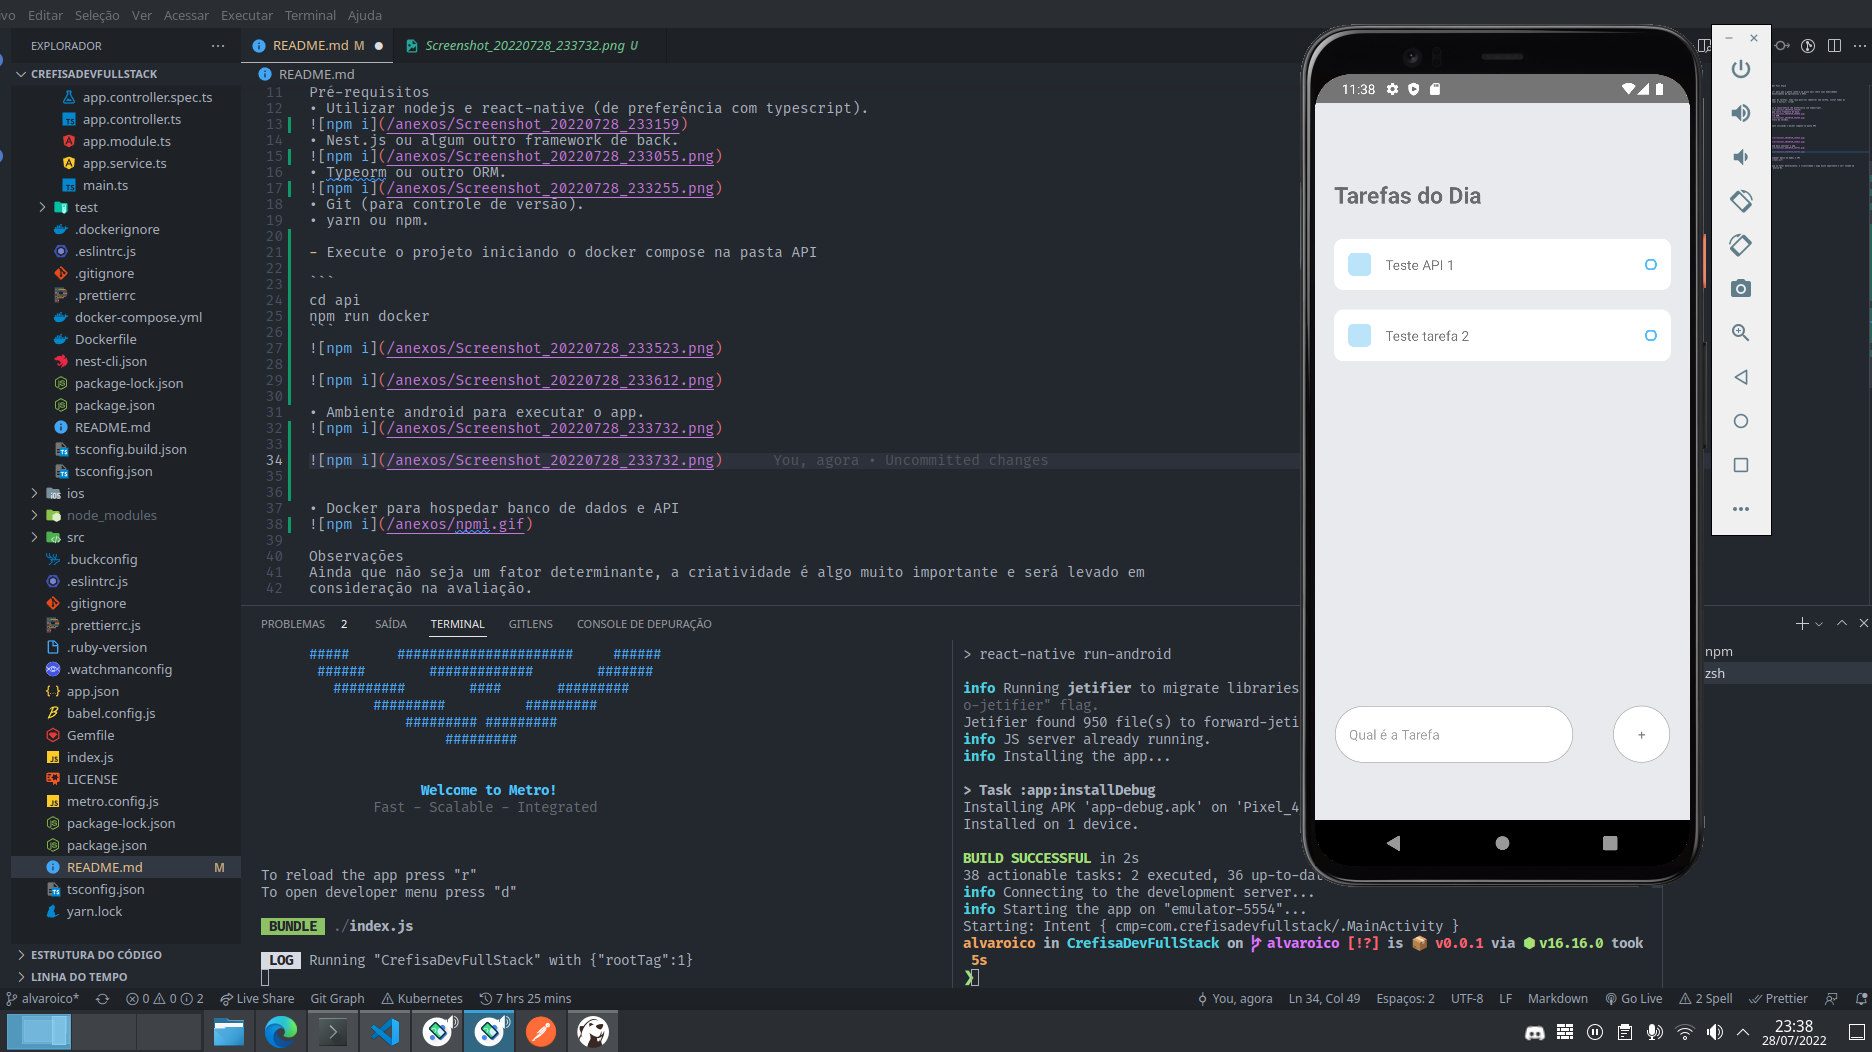 Editar Seleção Ver Acessar Executar Terminal Ajuda
EXPLORADOR
CREFISADEVFULLSTACK
app.controller.spec.ts
app.controller.ts
app.module.ts
app.service.ts
main.ts
test
.dockerignore
.eslintrc.js
.gitignore
.prettierrc
docker-compose.yml
Dockerfile
nest-cli.json
package-lock.json
package.json
README.md
tsconfig.build.json
tsconfig.json
ios
node_modules
src
.buckconfig
.eslintrc.js
.gitignore
.prettierrc.js
.ruby-version
.watchmanconfig
app.json
babel.config.js
Gemfile
index.js
LICENSE
metro.config.js
package-lock.json
package.json
README.md M
tsconfig.json
yarn.lock
ESTRUTURA DO CÓDIGO
LINHA DO TEMPO
README.md M ●
Screenshot_20220728_233732.png U
README.md
11 Pré-requisitos
12 • Utilizar nodejs e react-native (de preferência com typescript).
13 ![npm i](/anexos/Screenshot_20220728_233159)
14 • Nest.js ou algum outro framework de back.
15 ![npm i](/anexos/Screenshot_20220728_233055.png)
16 • Typeorm ou outro ORM.
17 ![npm i](/anexos/Screenshot_20220728_233255.png)
18 • Git (para controle de versão).
19 • yarn ou npm.
20
21 - Execute o projeto iniciando o docker compose na pasta API
22
23 ```
24 cd api
25 npm run docker
26 ```
27 ![npm i](/anexos/Screenshot_20220728_233523.png)
28
29 ![npm i](/anexos/Screenshot_20220728_233612.png)
30
31 • Ambiente android para executar o app.
32 ![npm i](/anexos/Screenshot_20220728_233732.png)
33
34 ![npm i](/anexos/Screenshot_20220728_233732.png) You, agora • Uncommitted changes
35
36
37 • Docker para hospedar banco de dados e API
38 ![npm i](/anexos/npmi.gif)
39
40 Observações
41 Ainda que não seja um fator determinante, a criatividade é algo muito importante e será levado em
42 consideração na avaliação.
PROBLEMAS 2 SAÍDA TERMINAL GITLENS CONSOLE DE DEPURAÇÃO
##### ###################### ######
###### ############# #######
######### #### #########
######### #########
######### #########
#########
Welcome to Metro!
Fast - Scalable - Integrated
To reload the app press "r"
To open developer menu press "d"
BUNDLE ./index.js
LOG Running "CrefisaDevFullStack" with {"rootTag":1}
> react-native run-android
info Running jetifier to migrate libraries
o-jetifier" flag.
Jetifier found 950 file(s) to forward-jeti
info JS server already running.
info Installing the app...
> Task :app:installDebug
Installing APK 'app-debug.apk' on 'Pixel_4
Installed on 1 device.
BUILD SUCCESSFUL in 2s
38 actionable tasks: 2 executed, 36 up-to-dat
info Connecting to the development server...
info Starting the app on "emulator-5554"...
Starting: Intent { cmp=com.crefisadevfullstack/.MainActivity }
alvaroico in CrefisaDevFullStack on alvaroico [!?] is v0.0.1 via v16.16.0 took
5s
❯
npm
zsh
11:38
Tarefas do Dia
Teste API 1
Teste tarefa 2
Qual é a Tarefa
+
alvaroico* 0 0 2 Live Share Git Graph Kubernetes 7 hrs 25 mins
You, agora Ln 34, Col 49 Espaços: 2 UTF-8 LF Markdown Go Live 2 Spell Prettier
23:38
28/07/2022